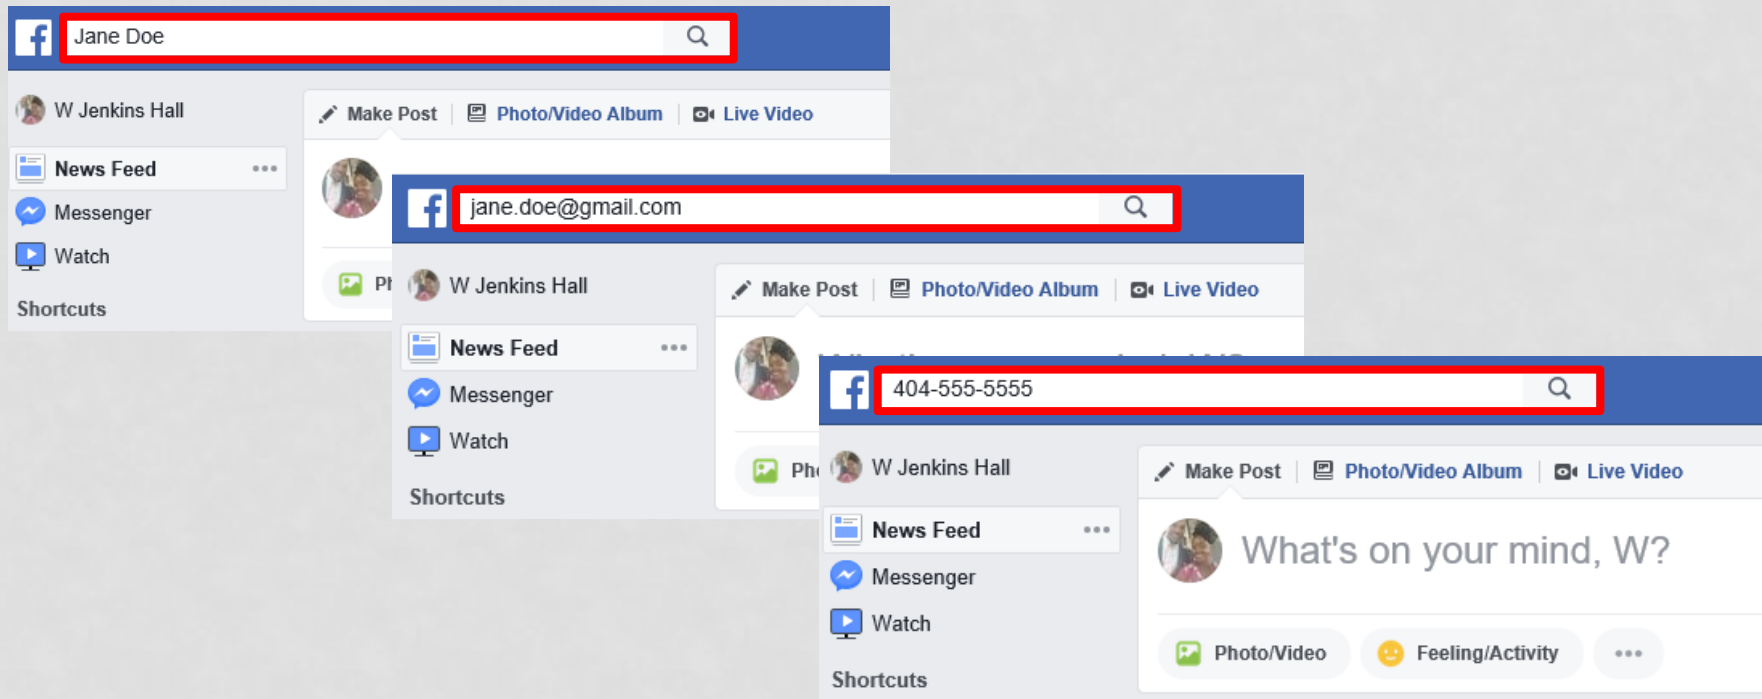 Jane Doe
W Jenkins Hall
Make Post
Photo/Video Album
Live Video
News Feed
Messenger
Watch
Shortcuts
jane.doe@gmail.com
W Jenkins Hall
Make Post
Photo/Video Album
Live Video
News Feed
Messenger
Watch
Shortcuts
404-555-5555
W Jenkins Hall
Make Post
Photo/Video Album
Live Video
News Feed
What's on your mind, W?
Messenger
Watch
Photo/Video
Feeling/Activity
Shortcuts